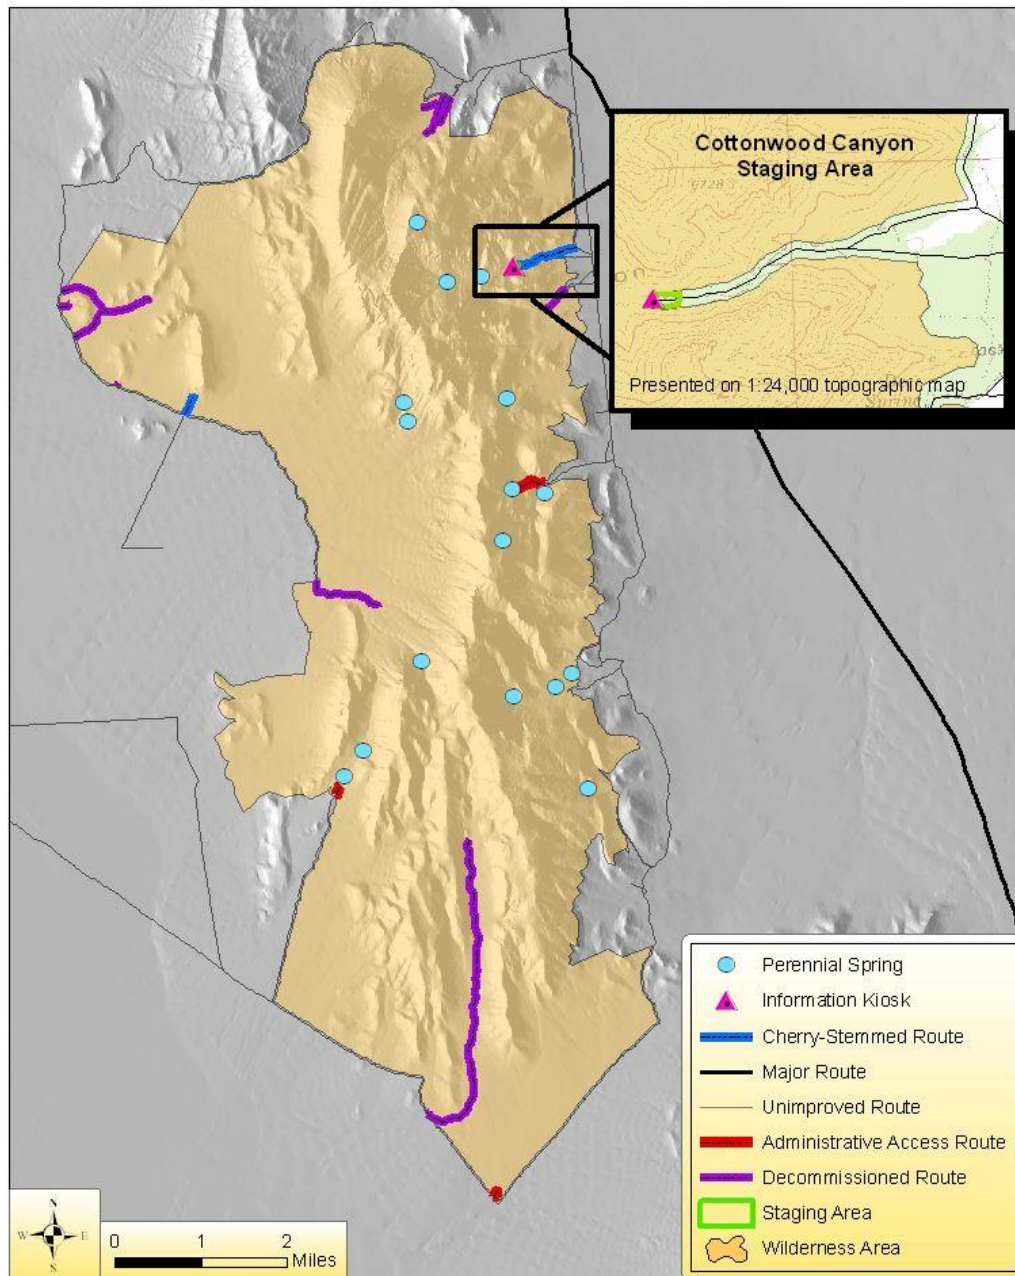 Cottonwood Canyon
Staging Area
6728
Presented on 1:24,000 topographic map
Perennial Spring
Information Kiosk
Cherry-Stemmed Route
Major Route
Unimproved Route
Administrative Access Route
Decommissioned Route
Staging Area
Wilderness Area
N
W
E
S
0
1
2
Miles